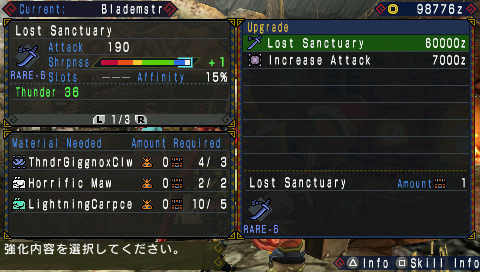 Current: Blademstr
98776z
Lost Sanctuary
Attack 190
Shrpnss +1
RARE-6 Slots --- Affinity 15%
Thunder 36
L 1/3 R
Material Needed Amount Required
ThndrGiggnoxClw 0 4/ 3
Horrific Maw 0 2/ 2
LightningCarpce 0 10/ 5
Upgrade
Lost Sanctuary 60000z
Increase Attack 7000z
Lost Sanctuary Amount 1
RARE-6
強化内容を選択してください。
Info Skill Info